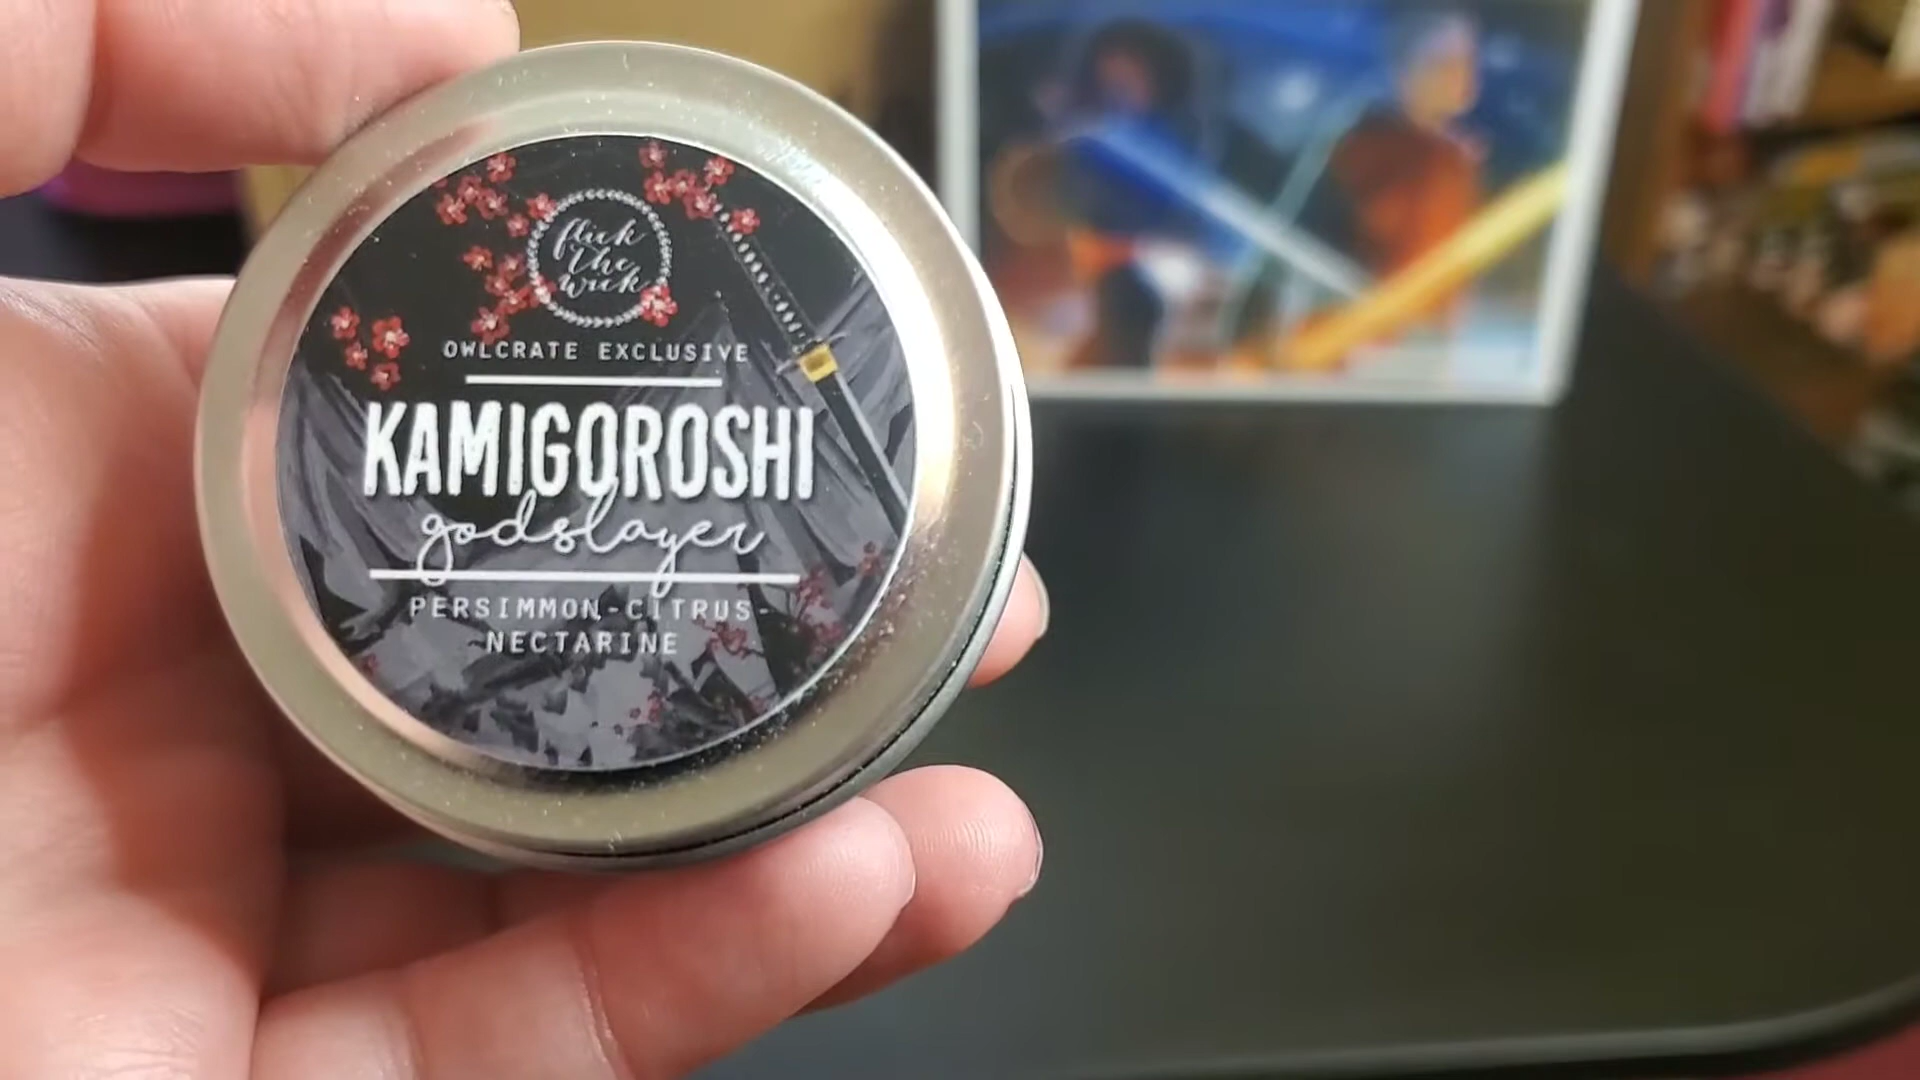 flick
the
wick
OWLCRATE EXCLUSIVE
KAMIGOROSHI
godslayer
PERSIMMON-CITRUS-
NECTARINE